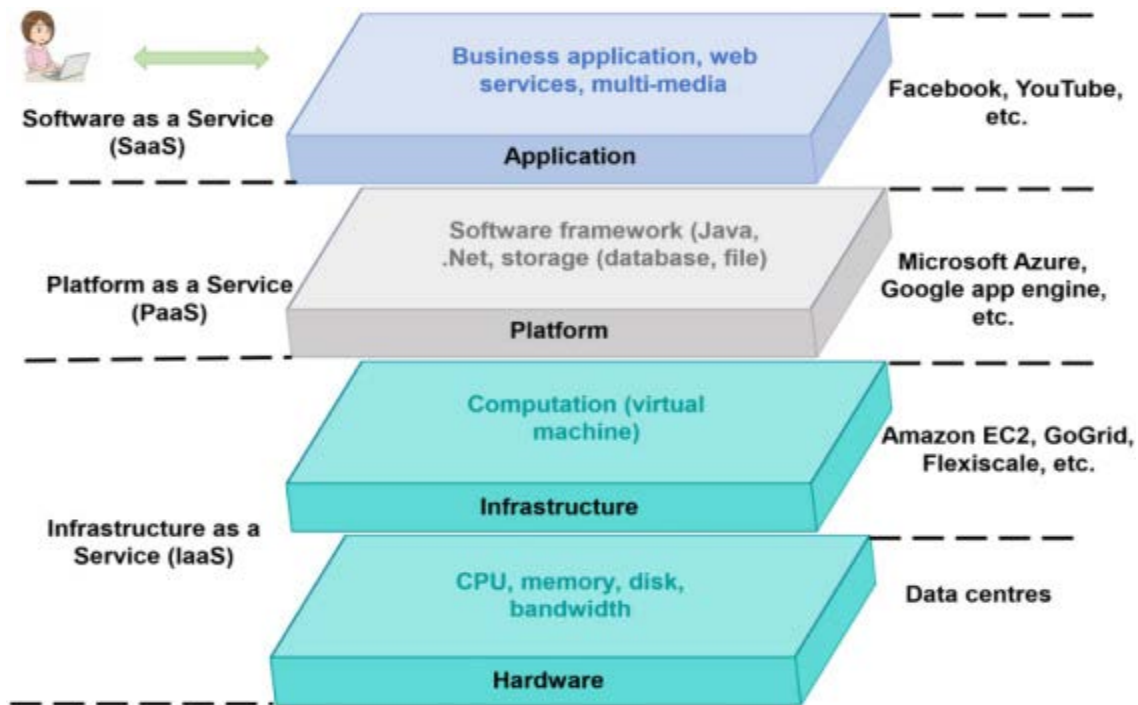 Business application, web
services, multi-media
Application
Software as a Service
(SaaS)
Facebook, YouTube,
etc.
Software framework (Java,
.Net, storage (database, file)
Platform
Platform as a Service
(PaaS)
Microsoft Azure,
Google app engine,
etc.
Computation (virtual
machine)
Infrastructure
Amazon EC2, GoGrid,
Flexiscale, etc.
Infrastructure as a
Service (IaaS)
CPU, memory, disk,
bandwidth
Hardware
Data centres